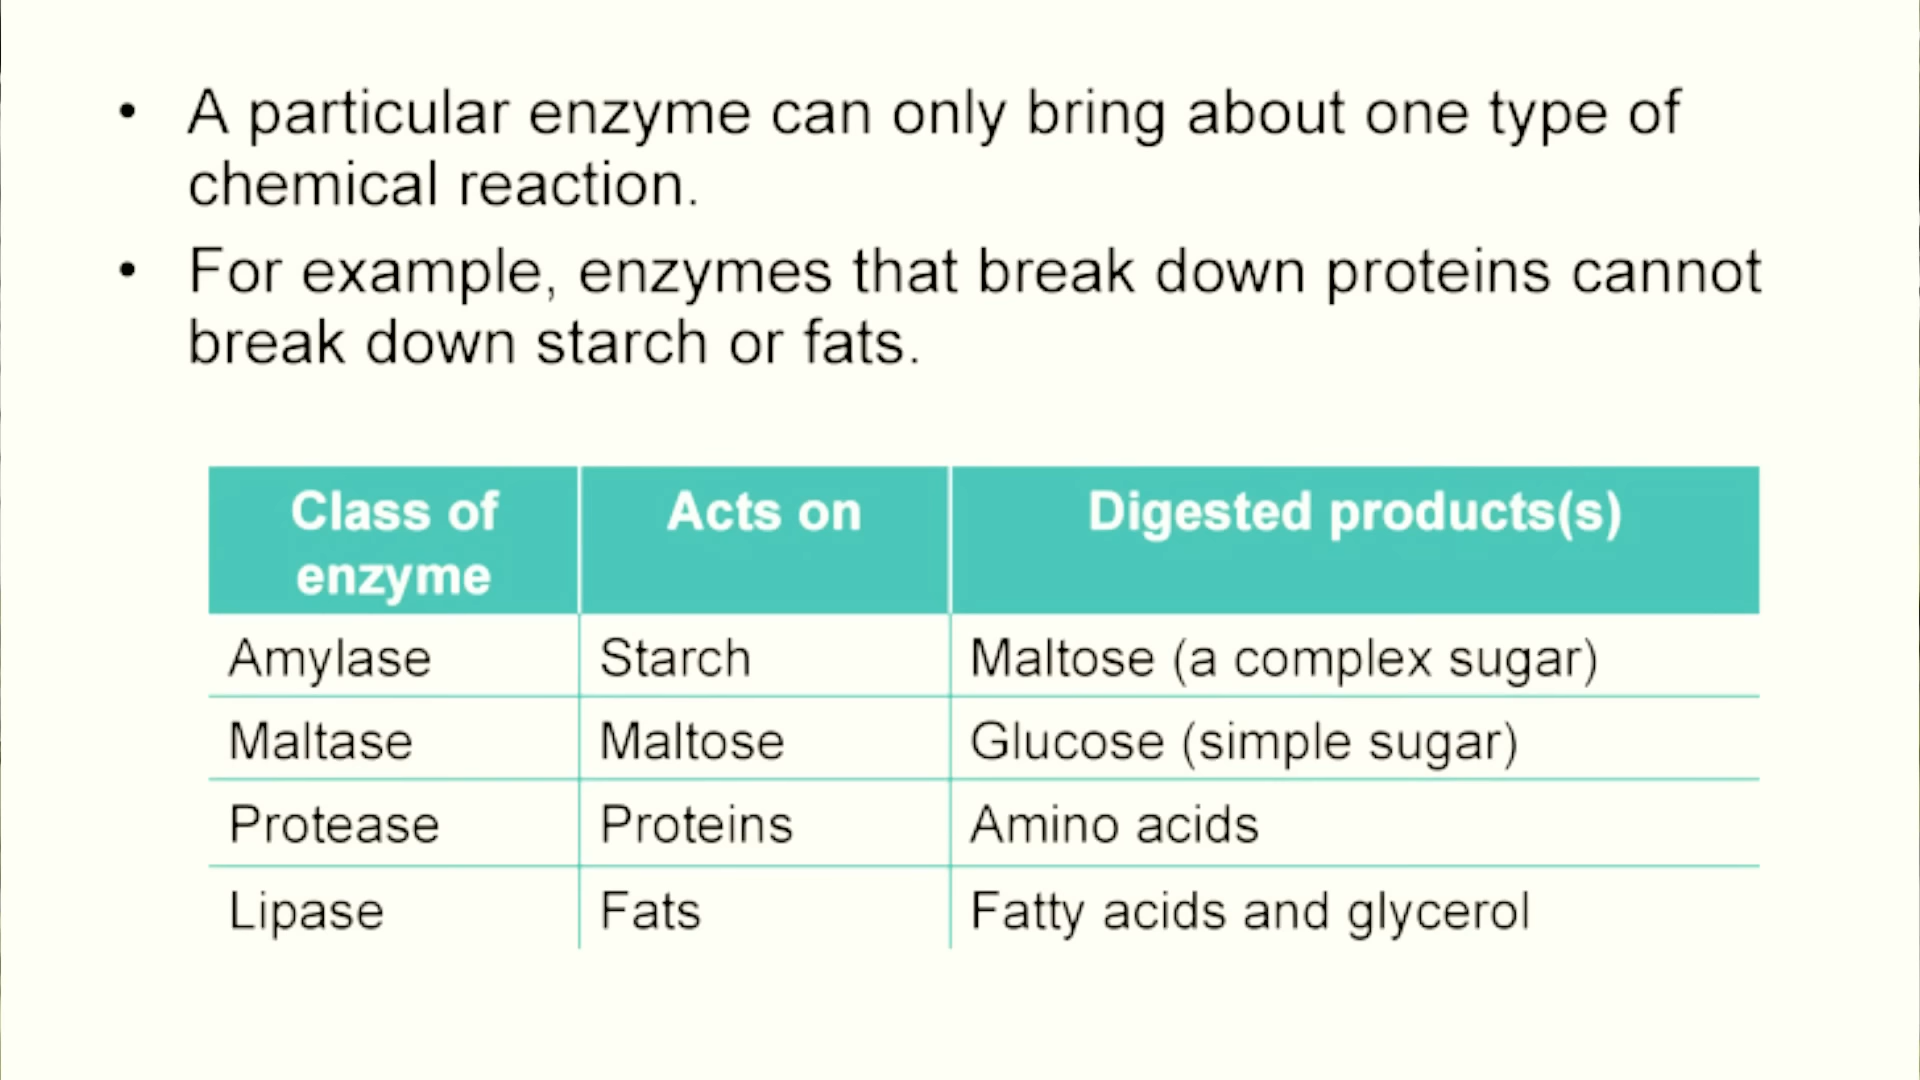 • A particular enzyme can only bring about one type of
chemical reaction.
• For example, enzymes that break down proteins cannot
break down starch or fats.
Class of enzyme Acts on Digested products(s)
Amylase Starch Maltose (a complex sugar)
Maltase Maltose Glucose (simple sugar)
Protease Proteins Amino acids
Lipase Fats Fatty acids and glycerol